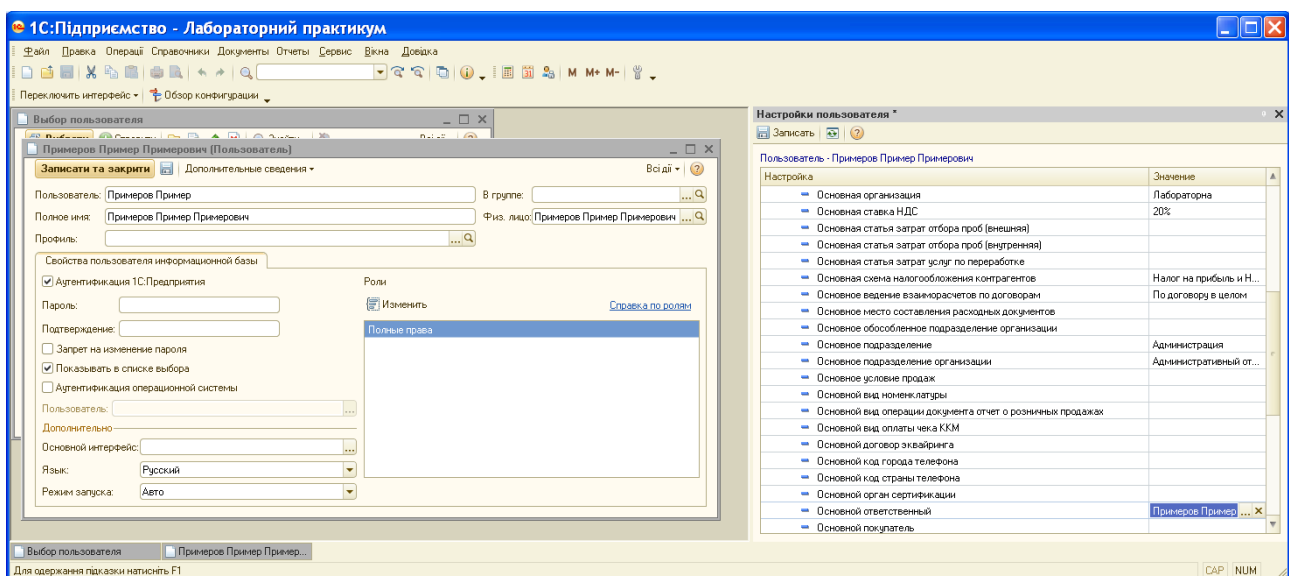 1С:Підприємство - Лабораторний практикум
Файл Правка Операції Справочники Документы Отчеты Сервис Вікна Довідка
M M+ M-
Переключить интерфейс Обзор конфигурации
Выбор пользователя
Примеров Пример Примерович (Пользователь)
Записати та закрити Дополнительные сведения Всі дії
Пользователь: Примеров Пример В группе:
Полное имя: Примеров Пример Примерович Физ. лицо: Примеров Пример Примерович
Профиль:
Свойства пользователя информационной базы
Аутентификация 1С:Предприятия Роли
Пароль: Изменить Справка по ролям
Подтверждение: Полные права
Запрет на изменение пароля
Показывать в списке выбора
Аутентификация операционной системы
Пользователь:
Дополнительно
Основной интерфейс:
Язык: Русский
Режим запуска: Авто
Настройки пользователя *
Записать
Пользователь - Примеров Пример Примерович
Настройка Значение
Основная организация Лабораторна
Основная ставка НДС 20%
Основная статья затрат отбора проб (внешняя)
Основная статья затрат отбора проб (внутренняя)
Основная статья затрат услуг по переработке
Основная схема налогообложения контрагентов Налог на прибыль и Н...
Основное ведение взаиморасчетов по договорам По договору в целом
Основное место составления расходных документов
Основное обособленное подразделение организации
Основное подразделение Администрация
Основное подразделение организации Административный от...
Основное условие продаж
Основной вид номенклатуры
Основной вид операции документа отчет о розничных продажах
Основной вид оплаты чека ККМ
Основной договор эквайринга
Основной код города телефона
Основной код страны телефона
Основной орган сертификации
Основной ответственный Примеров Пример
Основной покупатель
Выбор пользователя Примеров Пример Пример...
Для одержання підказки натисніть F1 CAP NUM